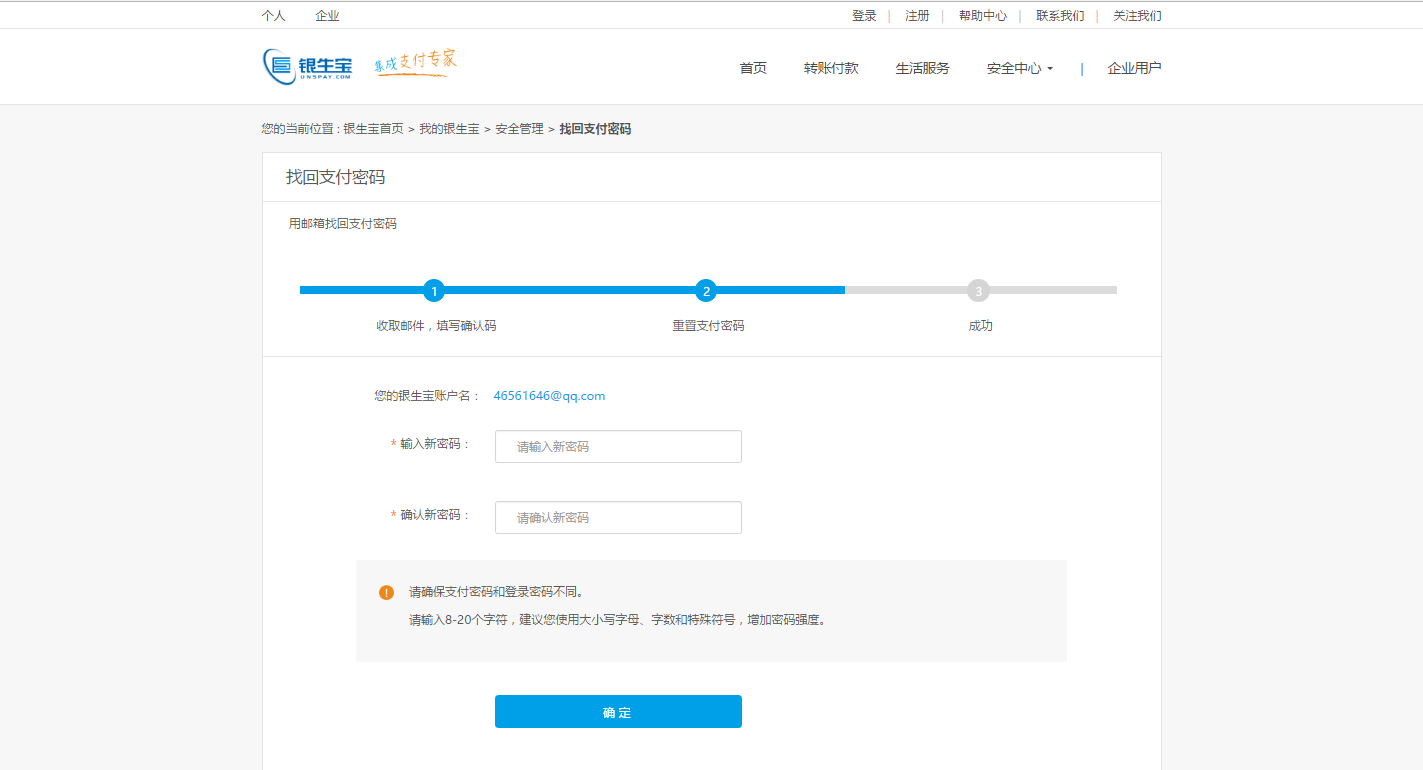 个人 企业 登录 | 注册 | 帮助中心 | 联系我们 | 关注我们
银生宝 UNSPAY.COM 集成支付专家 首页 转账付款 生活服务 安全中心 | 企业用户
您的当前位置 : 银生宝首页 > 我的银生宝 > 安全管理 > 找回支付密码
找回支付密码
用邮箱找回支付密码
1 2 3
收取邮件，填写确认码 重置支付密码 成功
您的银生宝账户名： 46561646@qq.com
* 输入新密码： 请输入新密码
* 确认新密码： 请确认新密码
! 请确保支付密码和登录密码不同。
请输入8-20个字符，建议您使用大小写字母、字数和特殊符号，增加密码强度。
确 定